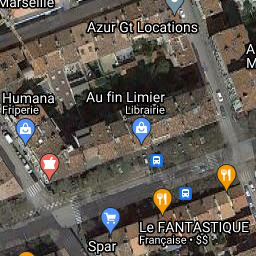 Marseille
Azur Gt Locations
Humana
Friperie
Au fin Limier
Librairie
A
M
Le FANTASTIQUE
Française • $$
Spar